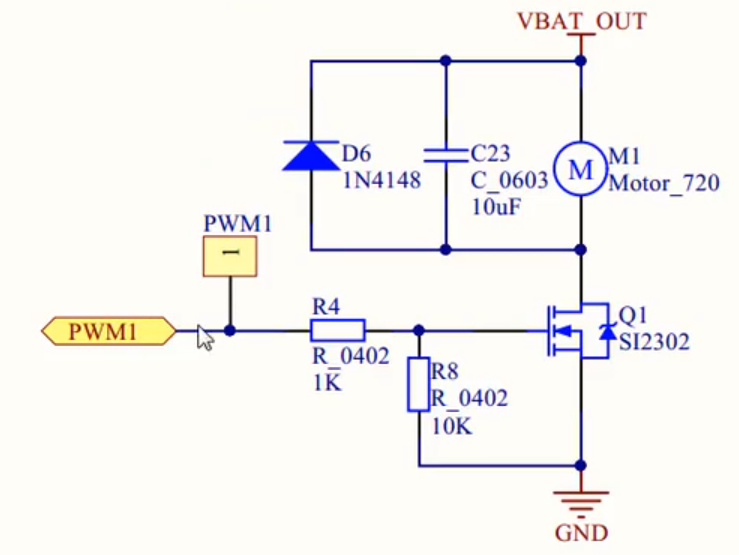 VBAT_OUT
D6
1N4148
C23
C_0603
10uF
M
M1
Motor_720
PWM1
1
PWM1
R4
R_0402
1K
R8
R_0402
10K
Q1
SI2302
GND